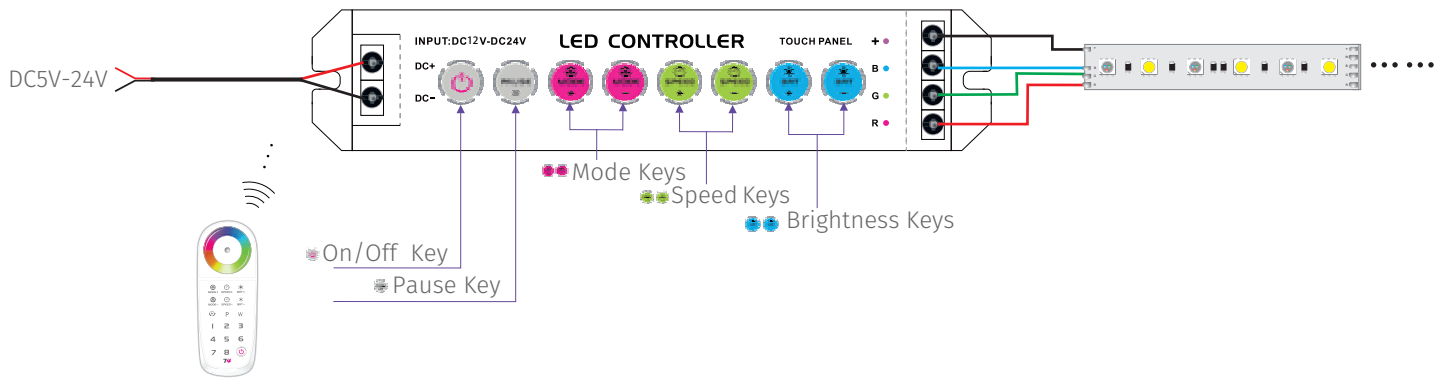 INPUT:DC12V-DC24V
LED CONTROLLER
TOUCH PANEL
+
B
G
R
DC+
DC−
DC5V-24V
PAUSE
Mode Keys
Speed Keys
Brightness Keys
On/Off Key
Pause Key
P W
1 2 3
4 5 6
7 8